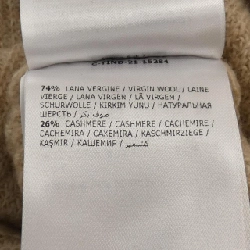 74% LANA VERGINE / VIRGIN WOOL / LAINE
VIERGE / LANA VIRGEN / LÃ VIRGEM /
SCHURWOLLE / KIRKIM YÜNÜ / НАТУРАЛЬНАЯ
ШЕРСТЬ / صوف بكر /
26% CASHMERE / CASHMERE / CACHEMIRE /
CACHEMIRA / CAXEMIRA / KASCHMIRZIEGE /
KAŞMİR / КАШЕМИР / كشمير /